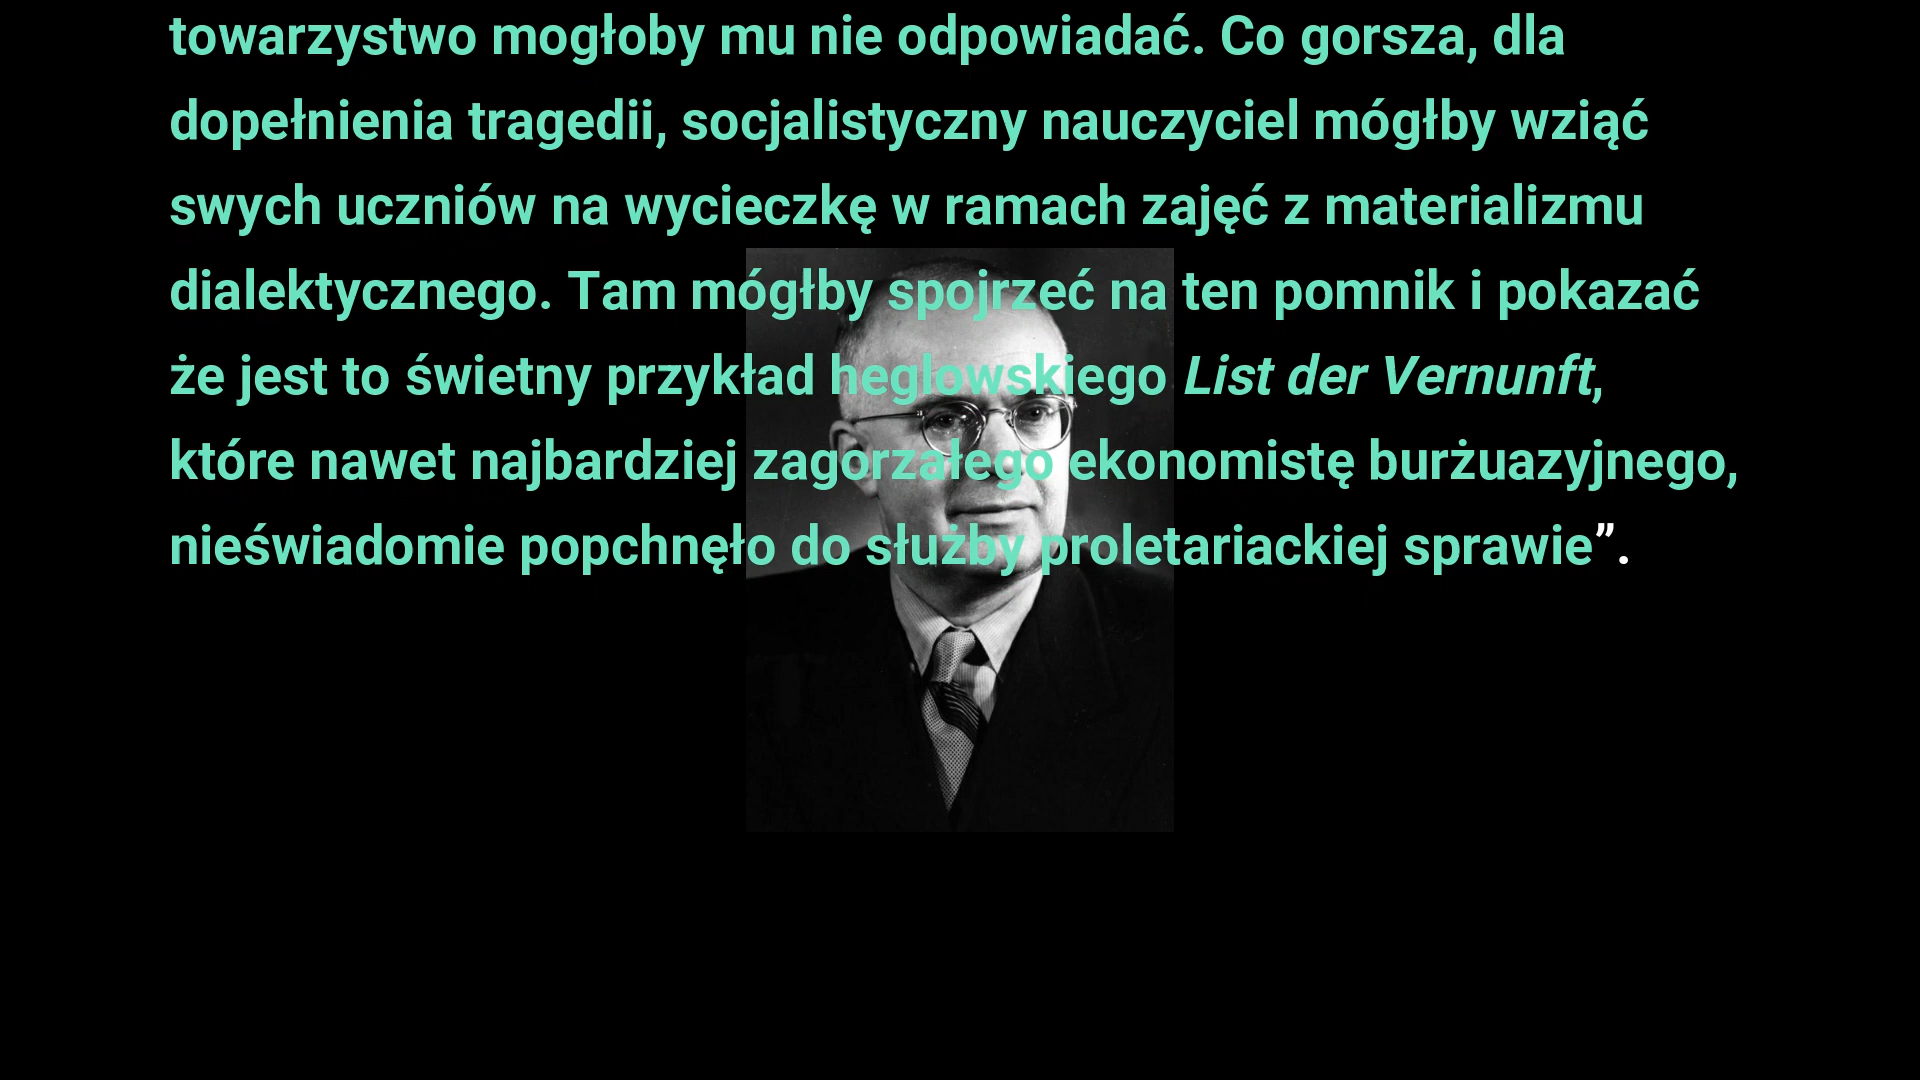 towarzystwo mogłoby mu nie odpowiadać. Co gorsza, dla
dopełnienia tragedii, socjalistyczny nauczyciel mógłby wziąć
swych uczniów na wycieczkę w ramach zajęć z materializmu
dialektycznego. Tam mógłby spojrzeć na ten pomnik i pokazać
że jest to świetny przykład heglowskiego List der Vernunft,
które nawet najbardziej zagorzałego ekonomistę burżuazyjnego,
nieświadomie popchnęło do służby proletariackiej sprawie”.